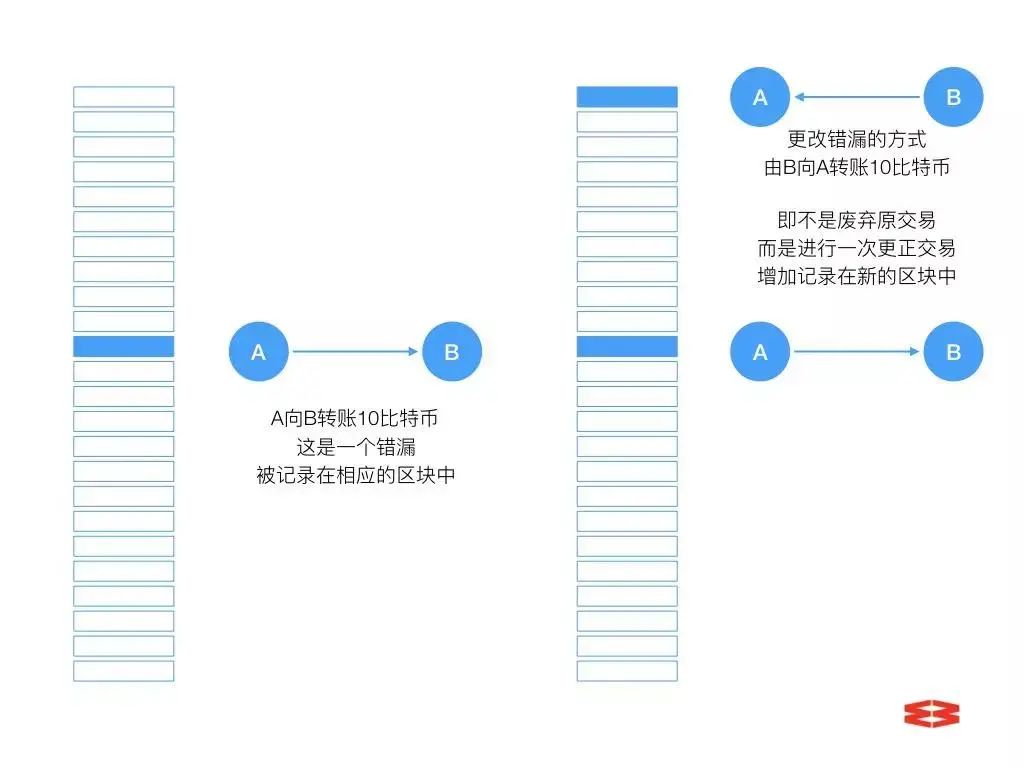 A
B
A向B转账10比特币
这是一个错漏
被记录在相应的区块中
A
B
更改错漏的方式
由B向A转账10比特币
即不是废弃原交易
而是进行一次更正交易
增加记录在新的区块中
A
B